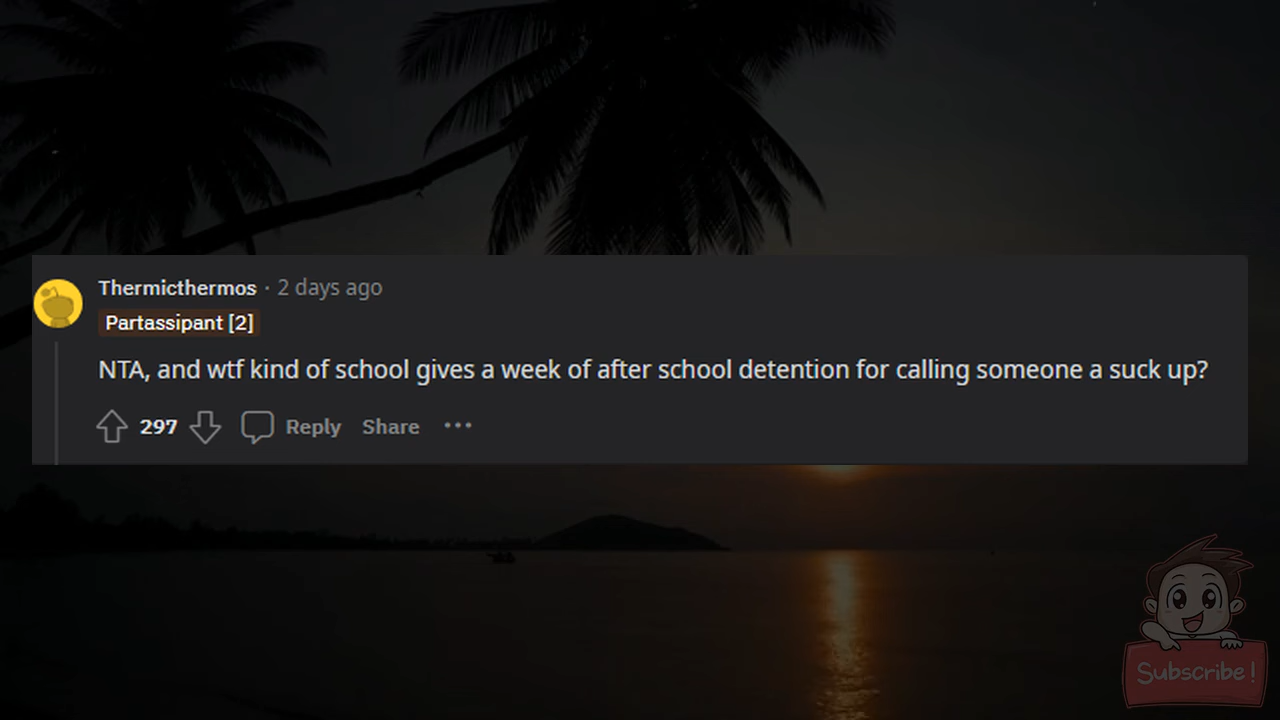 Thermicthermos · 2 days ago
Partassipant [2]
NTA, and wtf kind of school gives a week of after school detention for calling someone a suck up?
297 Reply Share ···
Subscribe!